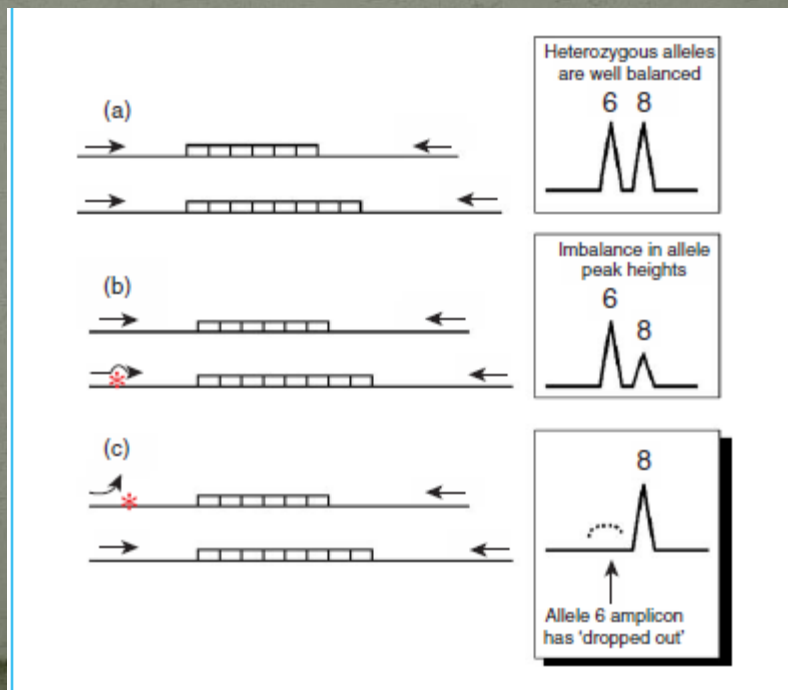 Heterozygous alleles
are well balanced
(a)
6 8
Imbalance in allele
peak heights
(b)
6
8
(c)
8
Allele 6 amplicon
has 'dropped out'